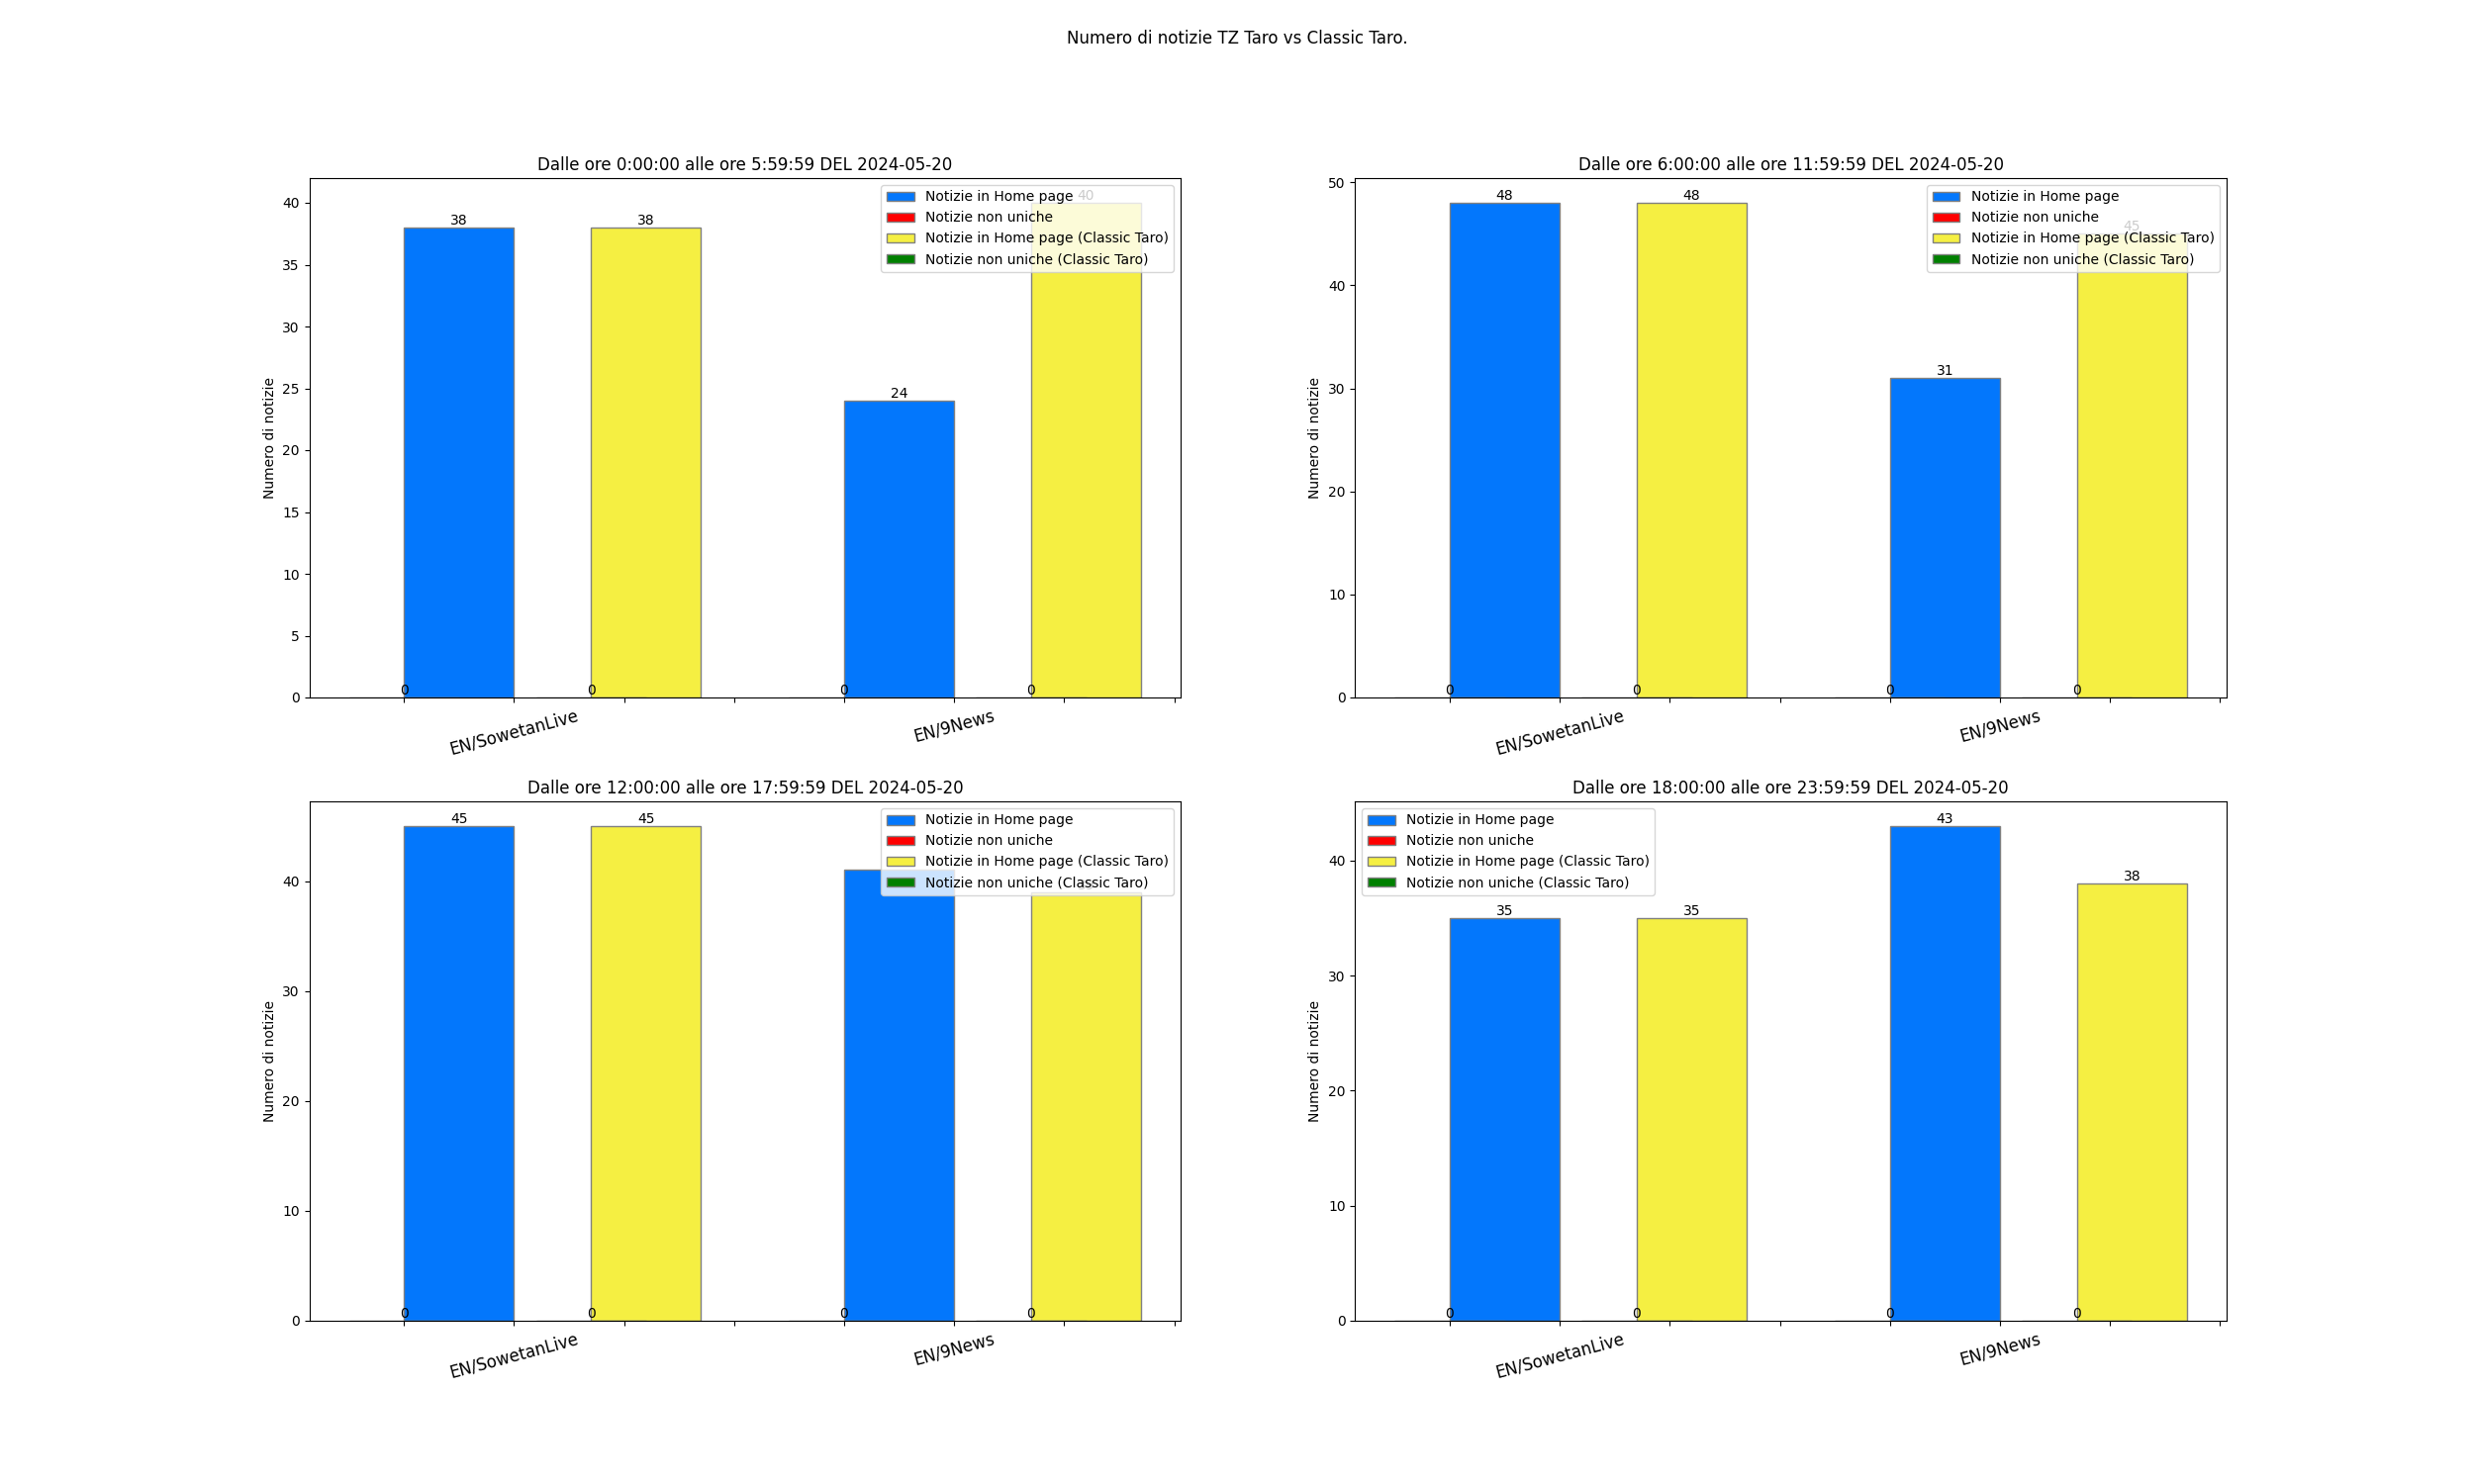 Numero di notizie TZ Taro vs Classic Taro.
Dalle ore 0:00:00 alle ore 5:59:59 DEL 2024-05-20
Numero di notizie
40
35
30
25
20
15
10
5
0
38
38
24
40
0
0
0
0
Notizie in Home page
Notizie non uniche
Notizie in Home page (Classic Taro)
Notizie non uniche (Classic Taro)
EN/SowetanLive
EN/9News
Dalle ore 6:00:00 alle ore 11:59:59 DEL 2024-05-20
Numero di notizie
50
40
30
20
10
0
48
48
31
45
0
0
0
0
Notizie in Home page
Notizie non uniche
Notizie in Home page (Classic Taro)
Notizie non uniche (Classic Taro)
EN/SowetanLive
EN/9News
Dalle ore 12:00:00 alle ore 17:59:59 DEL 2024-05-20
Numero di notizie
40
30
20
10
0
45
45
0
0
0
0
Notizie in Home page
Notizie non uniche
Notizie in Home page (Classic Taro)
Notizie non uniche (Classic Taro)
EN/SowetanLive
EN/9News
Dalle ore 18:00:00 alle ore 23:59:59 DEL 2024-05-20
Numero di notizie
40
30
20
10
0
35
35
43
38
0
0
0
0
Notizie in Home page
Notizie non uniche
Notizie in Home page (Classic Taro)
Notizie non uniche (Classic Taro)
EN/SowetanLive
EN/9News